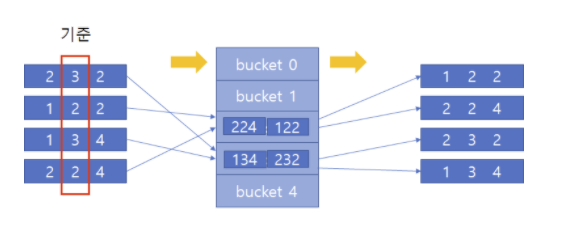 기준
2 3 2
1 2 2
1 3 4
2 2 4
bucket 0
bucket 1
224 122
134 232
bucket 4
1 2 2
2 2 4
2 3 2
1 3 4